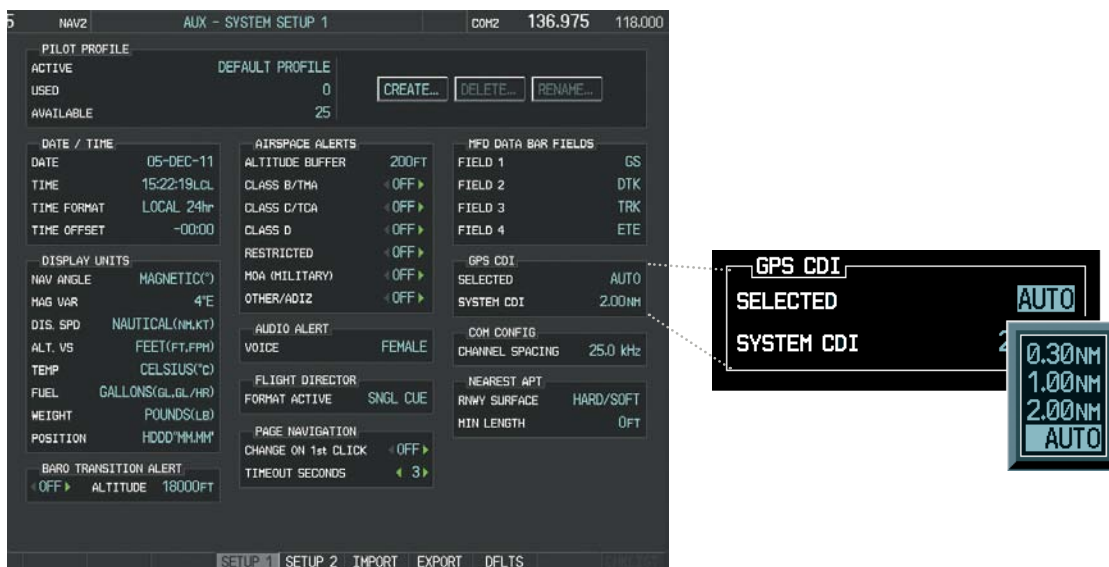 5 NAV2 AUX - SYSTEM SETUP 1 COM2 136.975 118.000
PILOT PROFILE
ACTIVE DEFAULT PROFILE
USED 0
AVAILABLE 25
CREATE... DELETE... RENAME...
DATE / TIME
DATE 05-DEC-11
TIME 15:22:19LCL
TIME FORMAT LOCAL 24hr
TIME OFFSET -00:00
DISPLAY UNITS
NAV ANGLE MAGNETIC(°)
MAG VAR 4°E
DIS, SPD NAUTICAL(NM,KT)
ALT, VS FEET(FT,FPM)
TEMP CELSIUS(°C)
FUEL GALLONS(GL,GL/HR)
WEIGHT POUNDS(LB)
POSITION HDDD°MM.MM'
BARO TRANSITION ALERT
OFF ALTITUDE 18000FT
AIRSPACE ALERTS
ALTITUDE BUFFER 200FT
CLASS B/TMA OFF
CLASS C/TCA OFF
CLASS D OFF
RESTRICTED OFF
MOA (MILITARY) OFF
OTHER/ADIZ OFF
AUDIO ALERT
VOICE FEMALE
FLIGHT DIRECTOR
FORMAT ACTIVE SNGL CUE
PAGE NAVIGATION
CHANGE ON 1st CLICK OFF
TIMEOUT SECONDS 3
MFD DATA BAR FIELDS
FIELD 1 GS
FIELD 2 DTK
FIELD 3 TRK
FIELD 4 ETE
GPS CDI
SELECTED AUTO
SYSTEM CDI 2.00NM
COM CONFIG
CHANNEL SPACING 25.0 kHz
NEAREST APT
RNWY SURFACE HARD/SOFT
MIN LENGTH 0FT
SETUP 1 SETUP 2 IMPORT EXPORT DFLTS
GPS CDI
SELECTED AUTO
SYSTEM CDI 2
0.30NM
1.00NM
2.00NM
AUTO